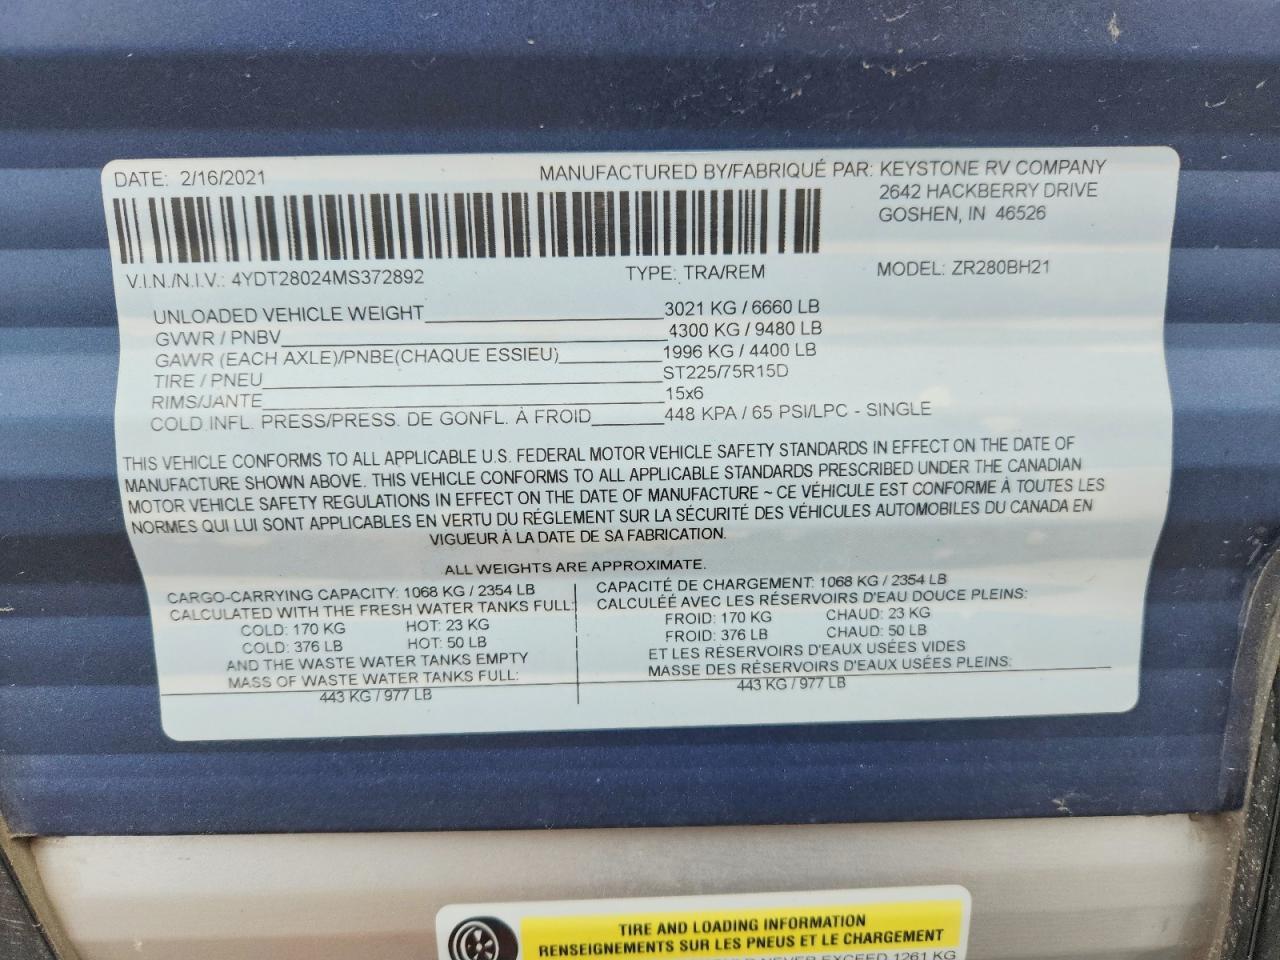 DATE: 2/16/2021
MANUFACTURED BY/FABRIQUÉ PAR: KEYSTONE RV COMPANY
2642 HACKBERRY DRIVE
GOSHEN, IN 46526
V.I.N./N.I.V.: 4YDT28024MS372892 TYPE: TRA/REM MODEL: ZR280BH21
UNLOADED VEHICLE WEIGHT 3021 KG / 6660 LB
GVWR / PNBV 4300 KG / 9480 LB
GAWR (EACH AXLE)/PNBE(CHAQUE ESSIEU) 1996 KG / 4400 LB
TIRE / PNEU ST225/75R15D
RIMS/JANTE 15x6
COLD INFL. PRESS/PRESS. DE GONFL. À FROID 448 KPA / 65 PSI/LPC - SINGLE
THIS VEHICLE CONFORMS TO ALL APPLICABLE U.S. FEDERAL MOTOR VEHICLE SAFETY STANDARDS IN EFFECT ON THE DATE OF
MANUFACTURE SHOWN ABOVE. THIS VEHICLE CONFORMS TO ALL APPLICABLE STANDARDS PRESCRIBED UNDER THE CANADIAN
MOTOR VEHICLE SAFETY REGULATIONS IN EFFECT ON THE DATE OF MANUFACTURE ~ CE VÉHICULE EST CONFORME À TOUTES LES
NORMES QUI LUI SONT APPLICABLES EN VERTU DU RÉGLEMENT SUR LA SÉCURITÉ DES VÉHICULES AUTOMOBILES DU CANADA EN
VIGUEUR À LA DATE DE SA FABRICATION.
ALL WEIGHTS ARE APPROXIMATE.
CARGO-CARRYING CAPACITY: 1068 KG / 2354 LB
CALCULATED WITH THE FRESH WATER TANKS FULL:
COLD: 170 KG HOT: 23 KG
COLD: 376 LB HOT: 50 LB
AND THE WASTE WATER TANKS EMPTY
MASS OF WASTE WATER TANKS FULL:
443 KG / 977 LB
CAPACITÉ DE CHARGEMENT: 1068 KG / 2354 LB
CALCULÉE AVEC LES RÉSERVOIRS D'EAU DOUCE PLEINS:
FROID: 170 KG CHAUD: 23 KG
FROID: 376 LB CHAUD: 50 LB
ET LES RÉSERVOIRS D'EAUX USÉES VIDES
MASSE DES RÉSERVOIRS D'EAUX USÉES PLEINS:
443 KG / 977 LB
TIRE AND LOADING INFORMATION
RENSEIGNEMENTS SUR LES PNEUS ET LE CHARGEMENT
NEVER EXCEED 1261 KG